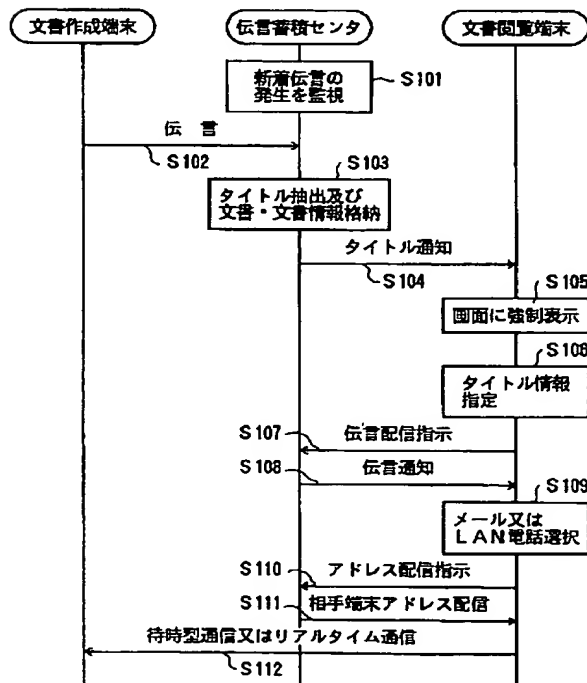 文書作成端末 伝言蓄積センタ 文書閲覧端末
新着伝言の
発生を監視
S101
伝 言
S102
S103
タイトル抽出及び
文書・文書情報格納
タイトル通知
S104
S105
画面に強制表示
S108
タイトル情報
指定
S107 伝言配信指示
S108 伝言通知
S109
メール又は
LAN電話選択
S110 アドレス配信指示
S111 相手端末アドレス配信
待時型通信又はリアルタイム通信
S112